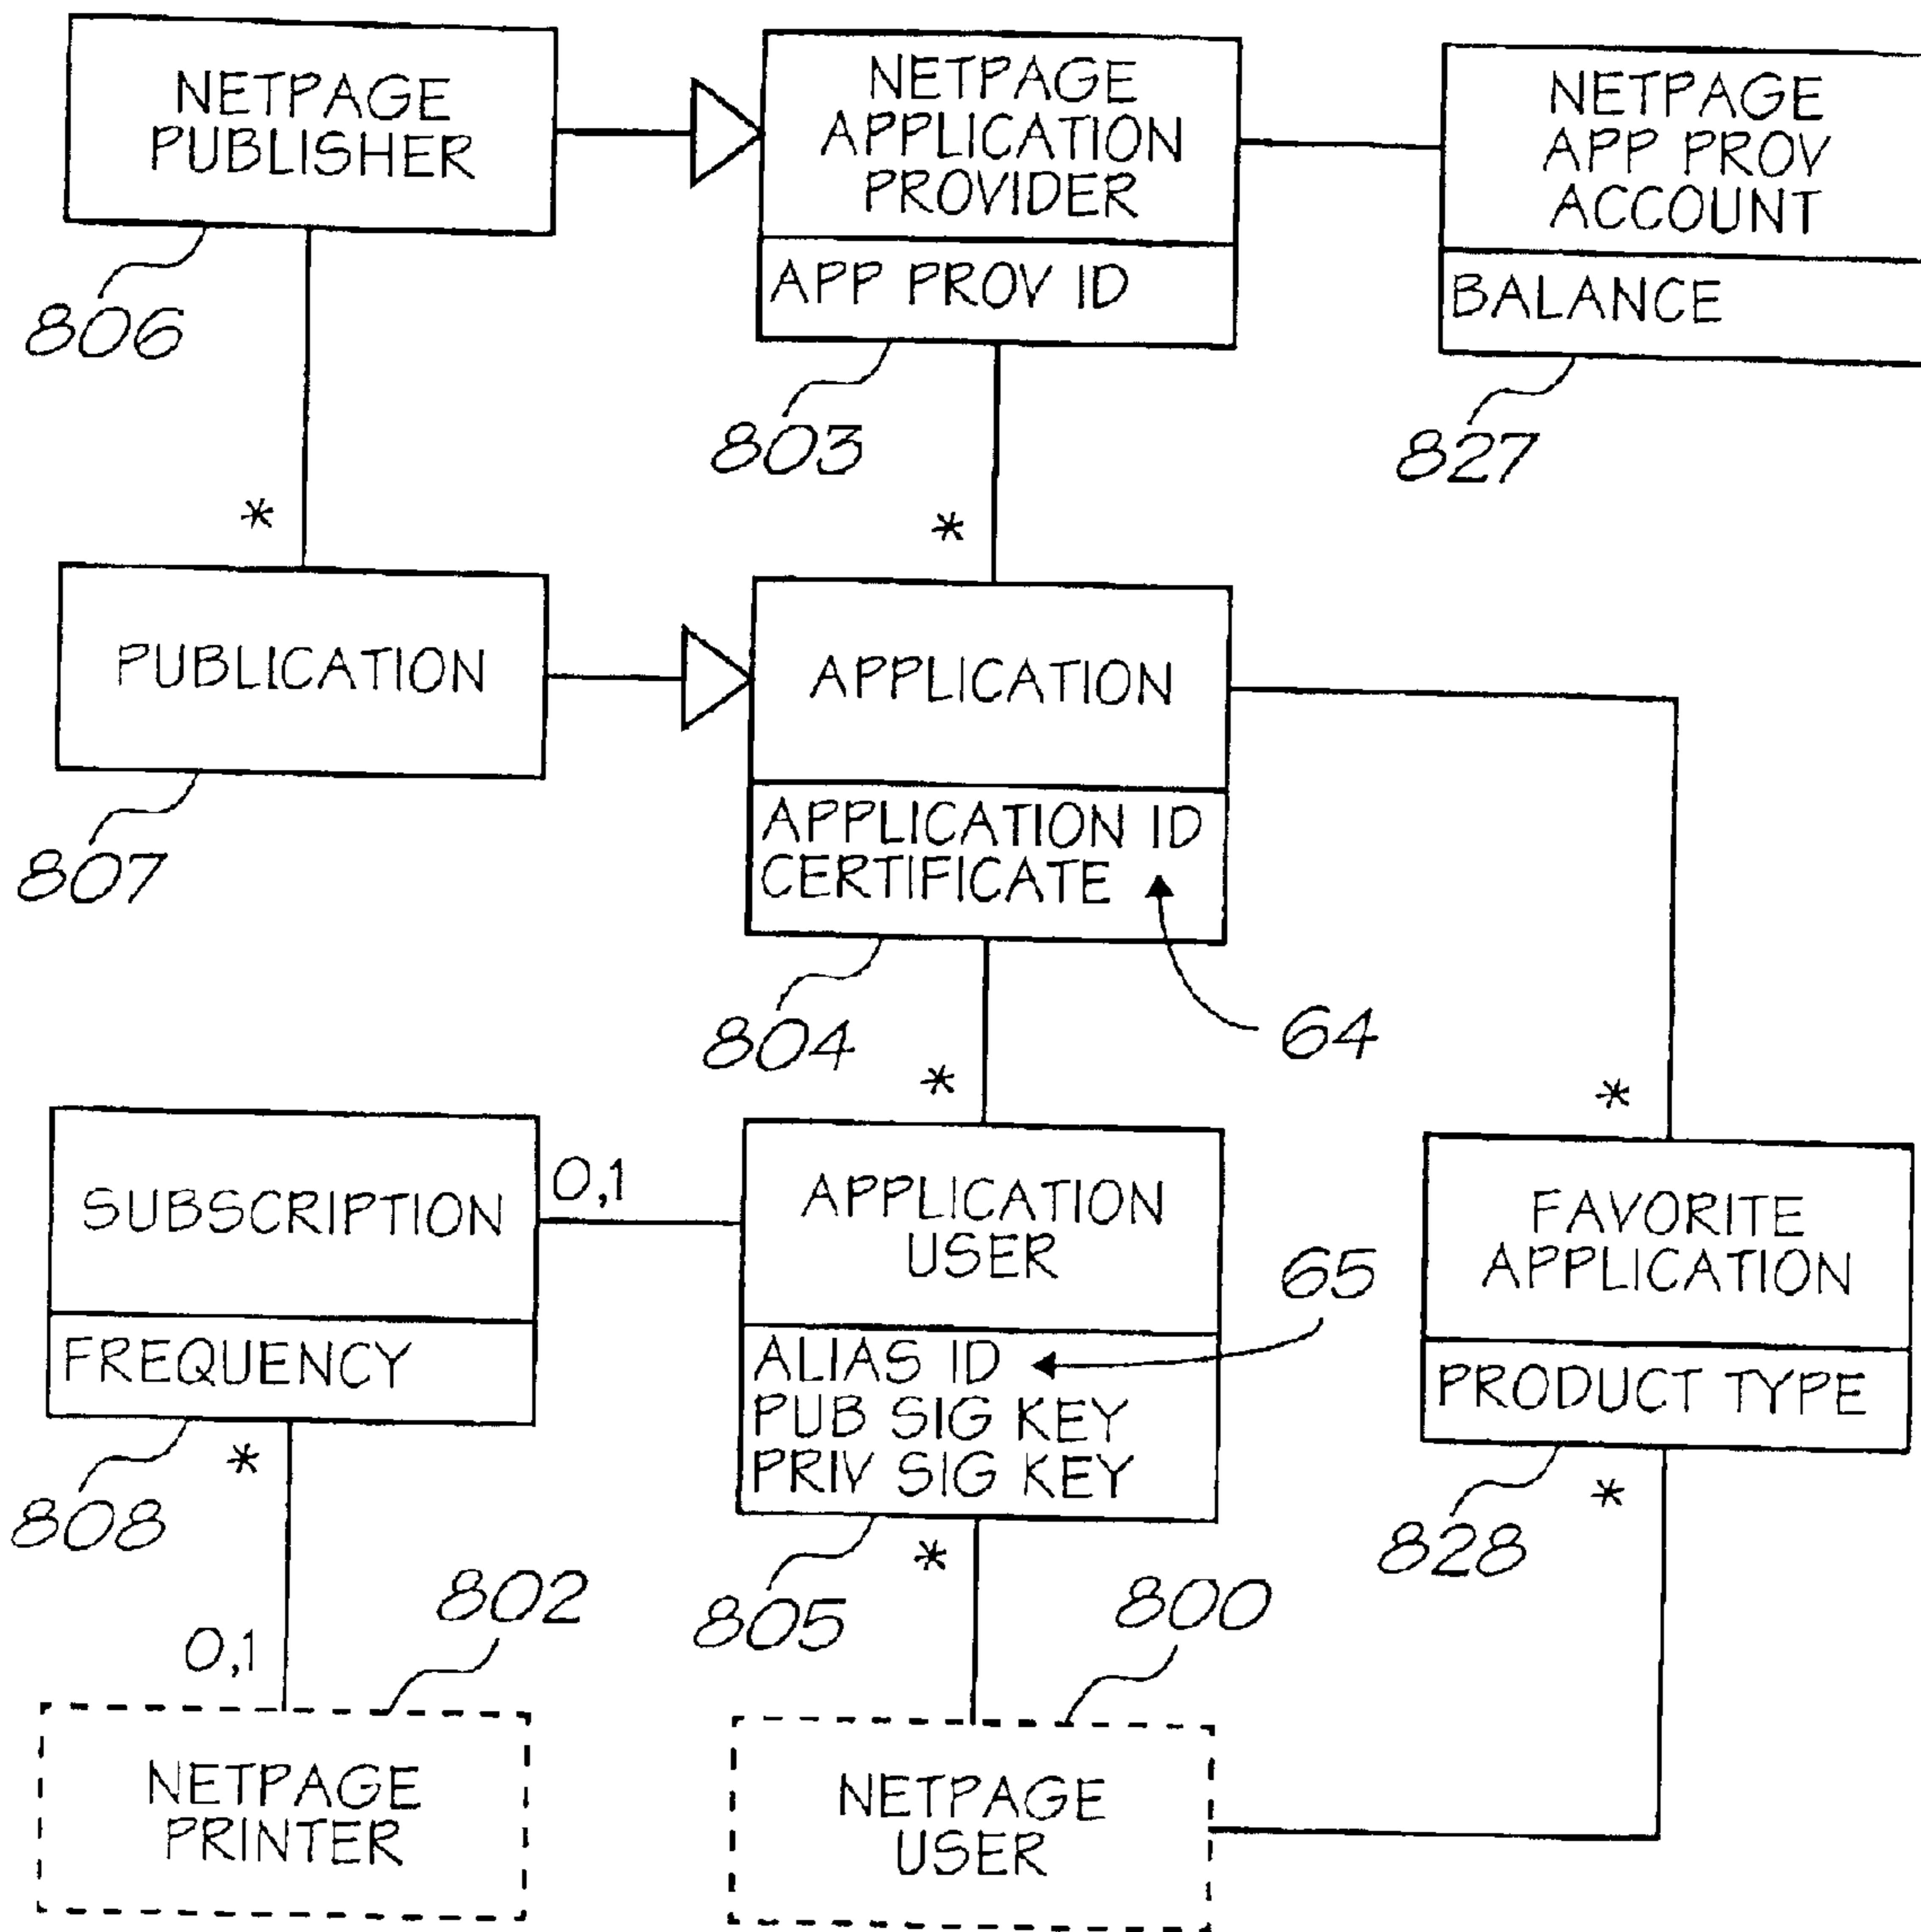 NETPAGE
PUBLISHER
806
NETPAGE
APPLICATION
PROVIDER
APP PROV ID
803
NETPAGE
APP PROV
ACCOUNT
BALANCE
827
*
*
PUBLICATION
807
APPLICATION
APPLICATION ID
CERTIFICATE
804
64
*
*
SUBSCRIPTION
FREQUENCY
808
0,1
APPLICATION
USER
ALIAS ID
PUB SIG KEY
PRIV SIG KEY
65
805
FAVORITE
APPLICATION
PRODUCT TYPE
828
*
*
*
0,1
802
800
NETPAGE
PRINTER
NETPAGE
USER